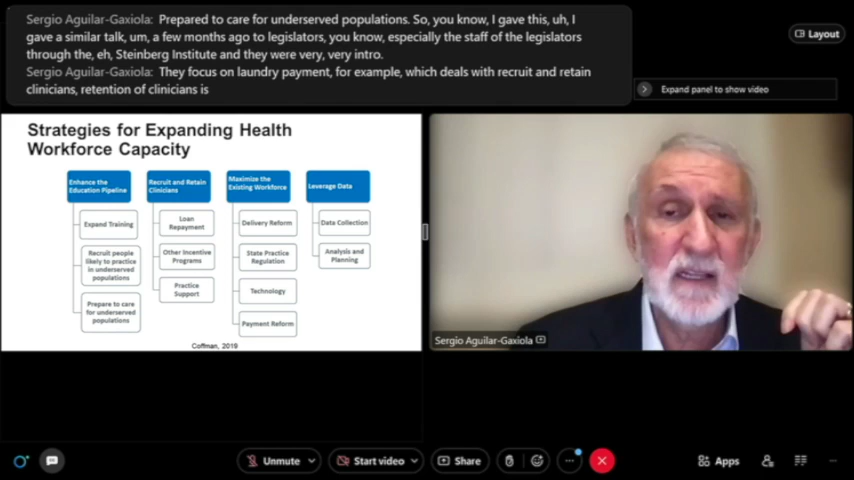 Sergio Aguilar-Gaxiola: Prepared to care for underserved populations. So, you know, I gave this, uh, I
gave a similar talk, um, a few months ago to legislators, you know, especially the staff of the legislators
through the, eh, Steinberg Institute and they were very, very intro.
Sergio Aguilar-Gaxiola: They focus on laundry payment, for example, which deals with recruit and retain
clinicians, retention of clinicians is
Layout
Expand panel to show video
Strategies for Expanding Health
Workforce Capacity
Enhance the
Education Pipeline
Expand Training
Recruit people
likely to practice
in underserved
populations
Prepare to care
for underserved
populations
Recruit and Retain
Clinicians
Loan
Repayment
Other Incentive
Programs
Practice
Support
Maximize the
Existing Workforce
Delivery Reform
State Practice
Regulation
Technology
Payment Reform
Leverage Data
Data Collection
Analysis and
Planning
Coffman, 2019
Sergio Aguilar-Gaxiola
Unmute
Start video
Share
Apps